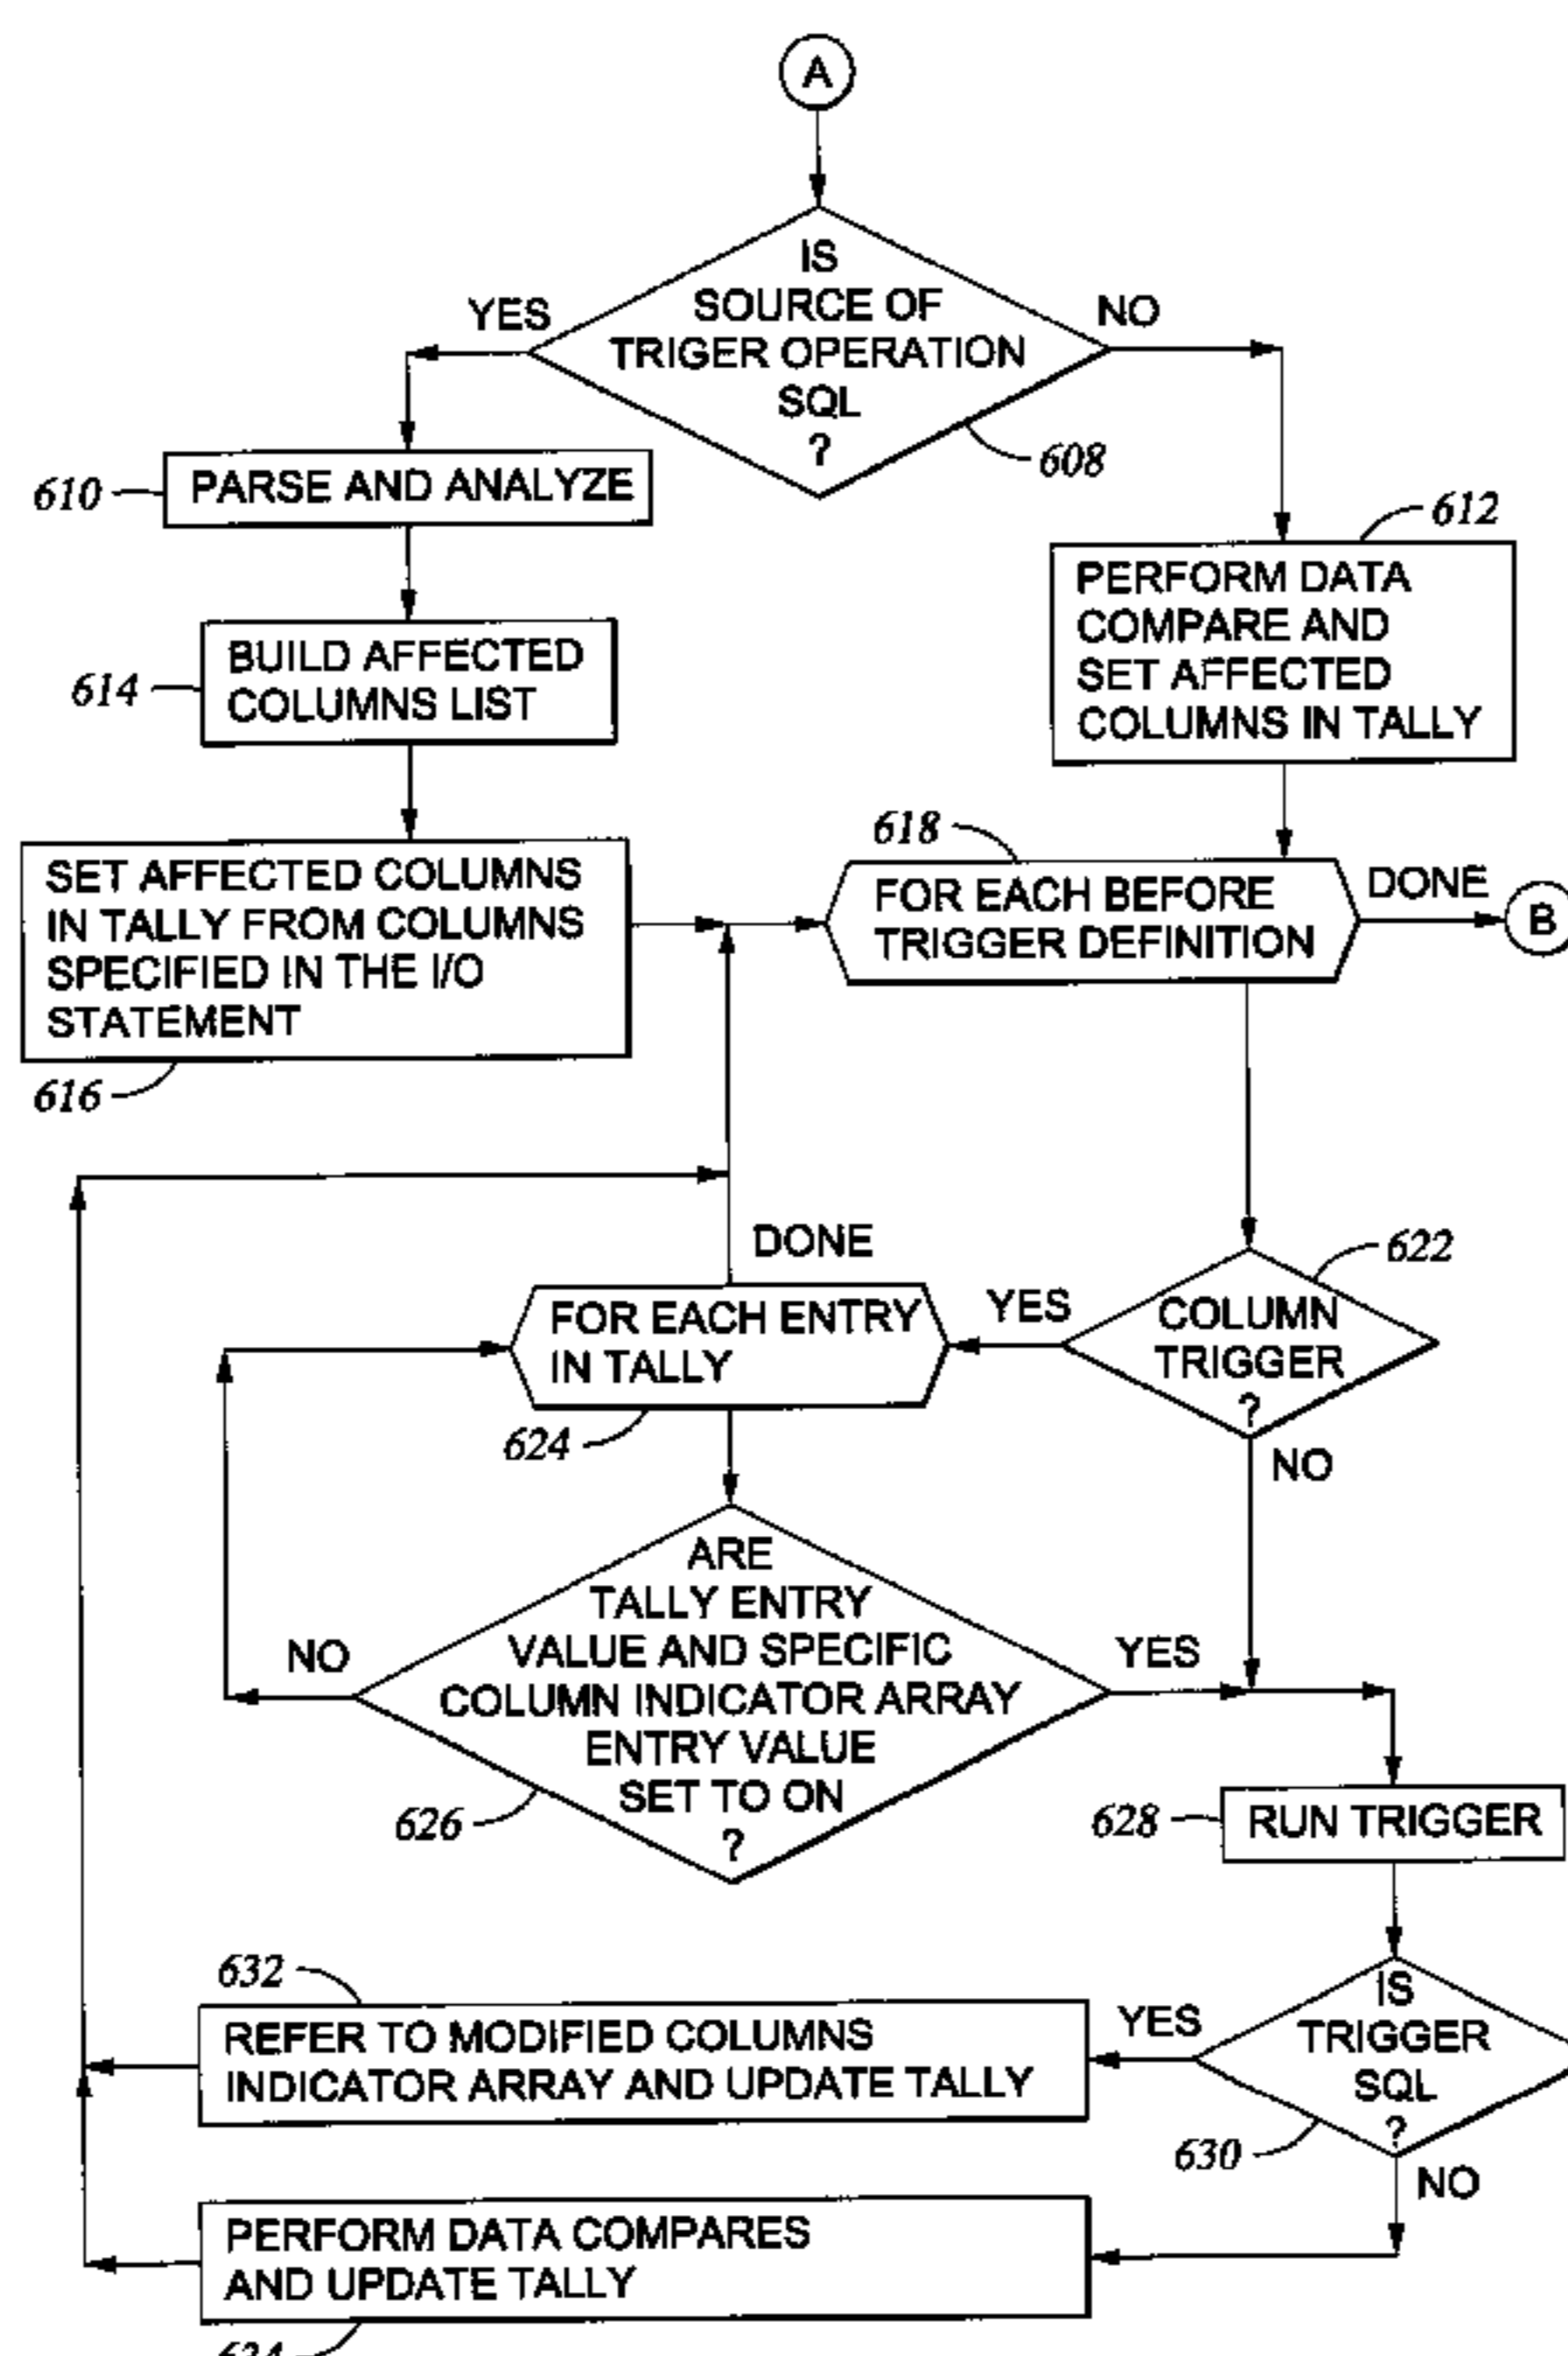 A
IS
SOURCE OF
TRIGER OPERATION
SQL
?
YES
NO
608
610
PARSE AND ANALYZE
612
PERFORM DATA
COMPARE AND
SET AFFECTED
COLUMNS IN TALLY
614
BUILD AFFECTED
COLUMNS LIST
616
SET AFFECTED COLUMNS
IN TALLY FROM COLUMNS
SPECIFIED IN THE I/O
STATEMENT
618
FOR EACH BEFORE
TRIGGER DEFINITION
DONE
B
622
COLUMN
TRIGGER
?
YES
NO
DONE
FOR EACH ENTRY
IN TALLY
624
ARE
TALLY ENTRY
VALUE AND SPECIFIC
COLUMN INDICATOR ARRAY
ENTRY VALUE
SET TO ON
?
NO
YES
626
628
RUN TRIGGER
IS
TRIGGER
SQL
?
YES
NO
630
632
REFER TO MODIFIED COLUMNS
INDICATOR ARRAY AND UPDATE TALLY
PERFORM DATA COMPARES
AND UPDATE TALLY